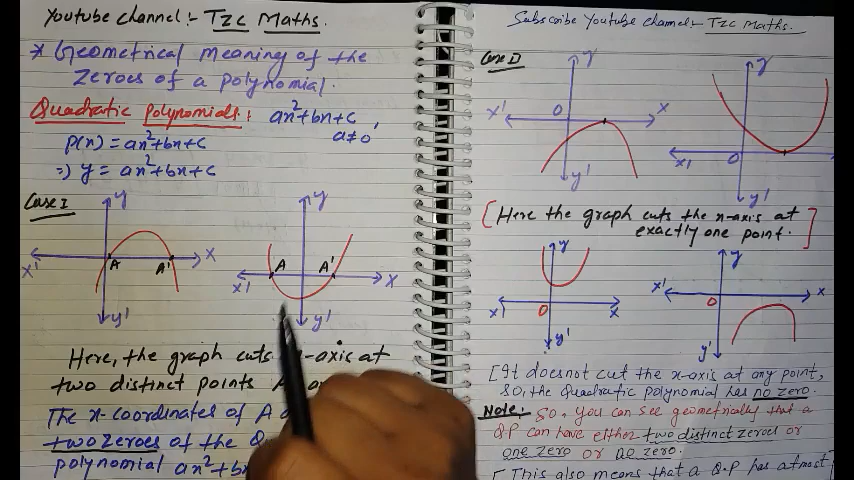 Youtube channel:- Tzc Maths.
* Geometrical meaning of the
zeroes of a polynomial.
Quadratic Polynomials: ax²+bx+c,
a≠0
P(x) = ax²+bx+c
=> y = ax²+bx+c
Case I
y
x' A A' x
y'
y
A A'
x' x
y'
Here, the graph cuts x-axis at
two distinct points A
The x-coordinates of A
two zeroes of the
polynomial ax²+bx
Subscribe Youtube channel:- Tzc Maths.
Case II
y
x' O x
y'
y
x' O
y'
[Here the graph cuts the x-axis at
exactly one point.]
y
O
x' x
y'
y
x' O x
y'
[It doesnot cut the x-axis at any point,
so, the Quadratic polynomial has no zero.
Note, So, you can see geometrically that a
Q.P can have either two distinct zeroes or
one zero or no zero.
[This also means that a Q.P has atmost